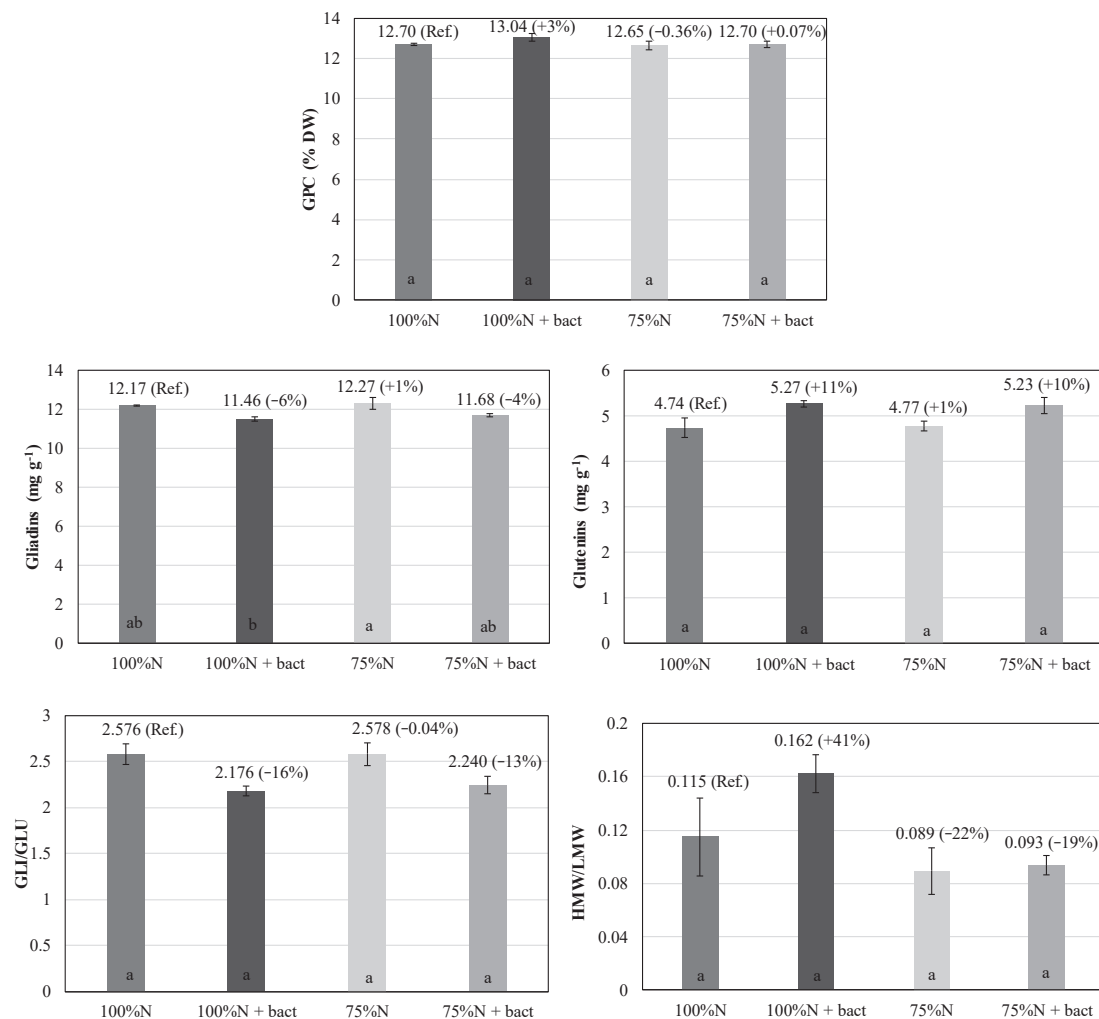 GPC (% DW)
14
12
10
8
6
4
2
0
12.70 (Ref.)
13.04 (+3%)
12.65 (−0.36%)
12.70 (+0.07%)
a
a
a
a
100%N
100%N + bact
75%N
75%N + bact
Gliadins (mg g⁻¹)
14
12
10
8
6
4
2
0
12.17 (Ref.)
11.46 (−6%)
12.27 (+1%)
11.68 (−4%)
ab
b
a
ab
100%N
100%N + bact
75%N
75%N + bact
Glutenins (mg g⁻¹)
6
5
4
3
2
1
0
4.74 (Ref.)
5.27 (+11%)
4.77 (+1%)
5.23 (+10%)
a
a
a
a
100%N
100%N + bact
75%N
75%N + bact
GLI/GLU
3
2.5
2
1.5
1
0.5
0
2.576 (Ref.)
2.176 (−16%)
2.578 (−0.04%)
2.240 (−13%)
a
a
a
a
100%N
100%N + bact
75%N
75%N + bact
HMW/LMW
0.2
0.16
0.12
0.08
0.04
0
0.115 (Ref.)
0.162 (+41%)
0.089 (−22%)
0.093 (−19%)
a
a
a
a
100%N
100%N + bact
75%N
75%N + bact